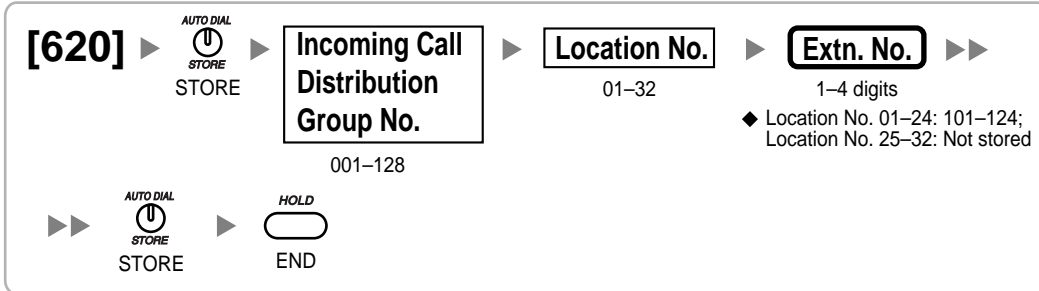 [620]
AUTO DIAL
STORE
STORE
Incoming Call
Distribution
Group No.
001–128
Location No.
01–32
Extn. No.
1–4 digits
◆ Location No. 01–24: 101–124;
Location No. 25–32: Not stored
AUTO DIAL
STORE
STORE
HOLD
END